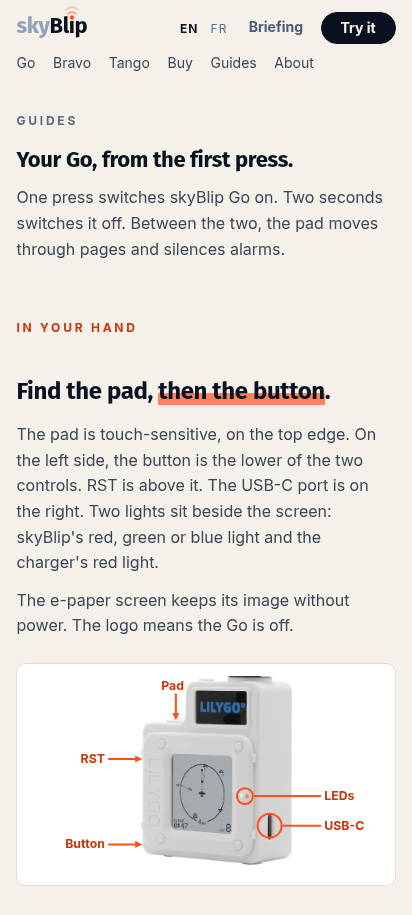 skyBlip
EN FR Briefing Try it
Go Bravo Tango Buy Guides About
GUIDES
Your Go, from the first press.
One press switches skyBlip Go on. Two seconds
switches it off. Between the two, the pad moves
through pages and silences alarms.
IN YOUR HAND
Find the pad, then the button.
The pad is touch-sensitive, on the top edge. On
the left side, the button is the lower of the two
controls. RST is above it. The USB-C port is on
the right. Two lights sit beside the screen:
skyBlip's red, green or blue light and the
charger's red light.
The e-paper screen keeps its image without
power. The logo means the Go is off.
Pad
LILYGO®
RST
LILYGO
LEDs
USB-C
Button